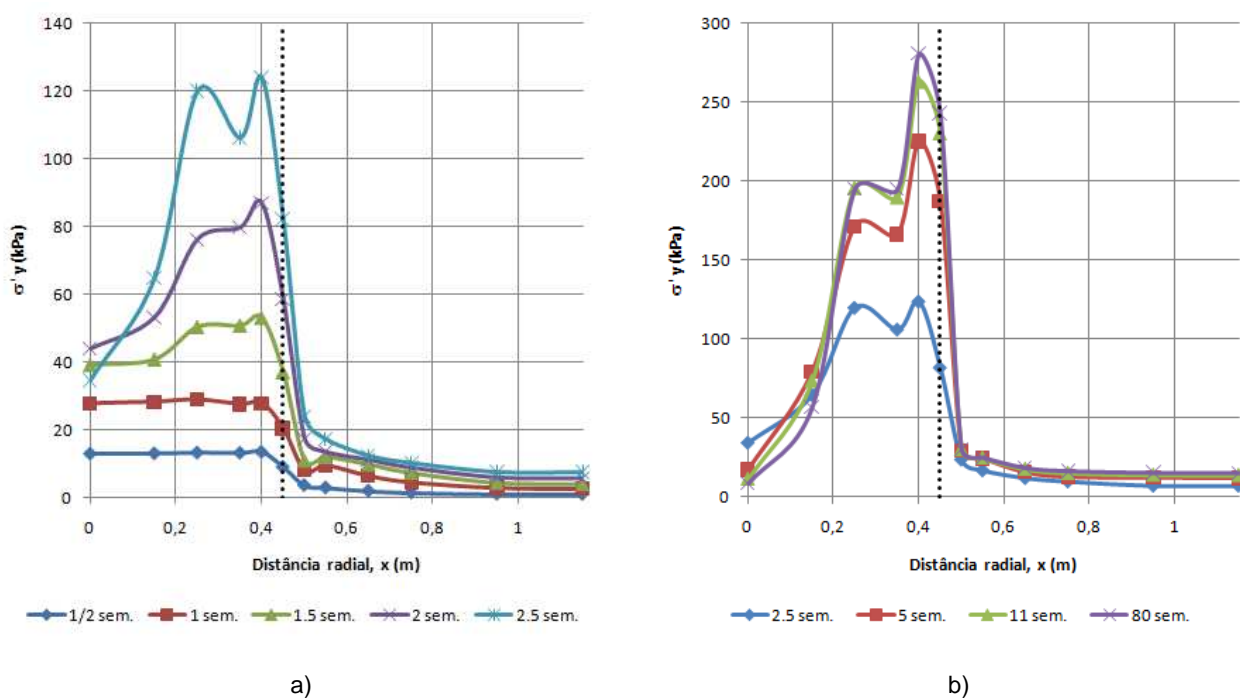 140
120
100
80
60
40
20
0
σ' y (kPa)
0 0,2 0,4 0,6 0,8 1
Distância radial, x (m)
1/2 sem. 1 sem. 1.5 sem. 2 sem. 2.5 sem.
a)
300
250
200
150
100
50
0
σ' y (kPa)
0 0,2 0,4 0,6 0,8 1
Distância radial, x (m)
2.5 sem. 5 sem. 11 sem. 80 sem.
b)